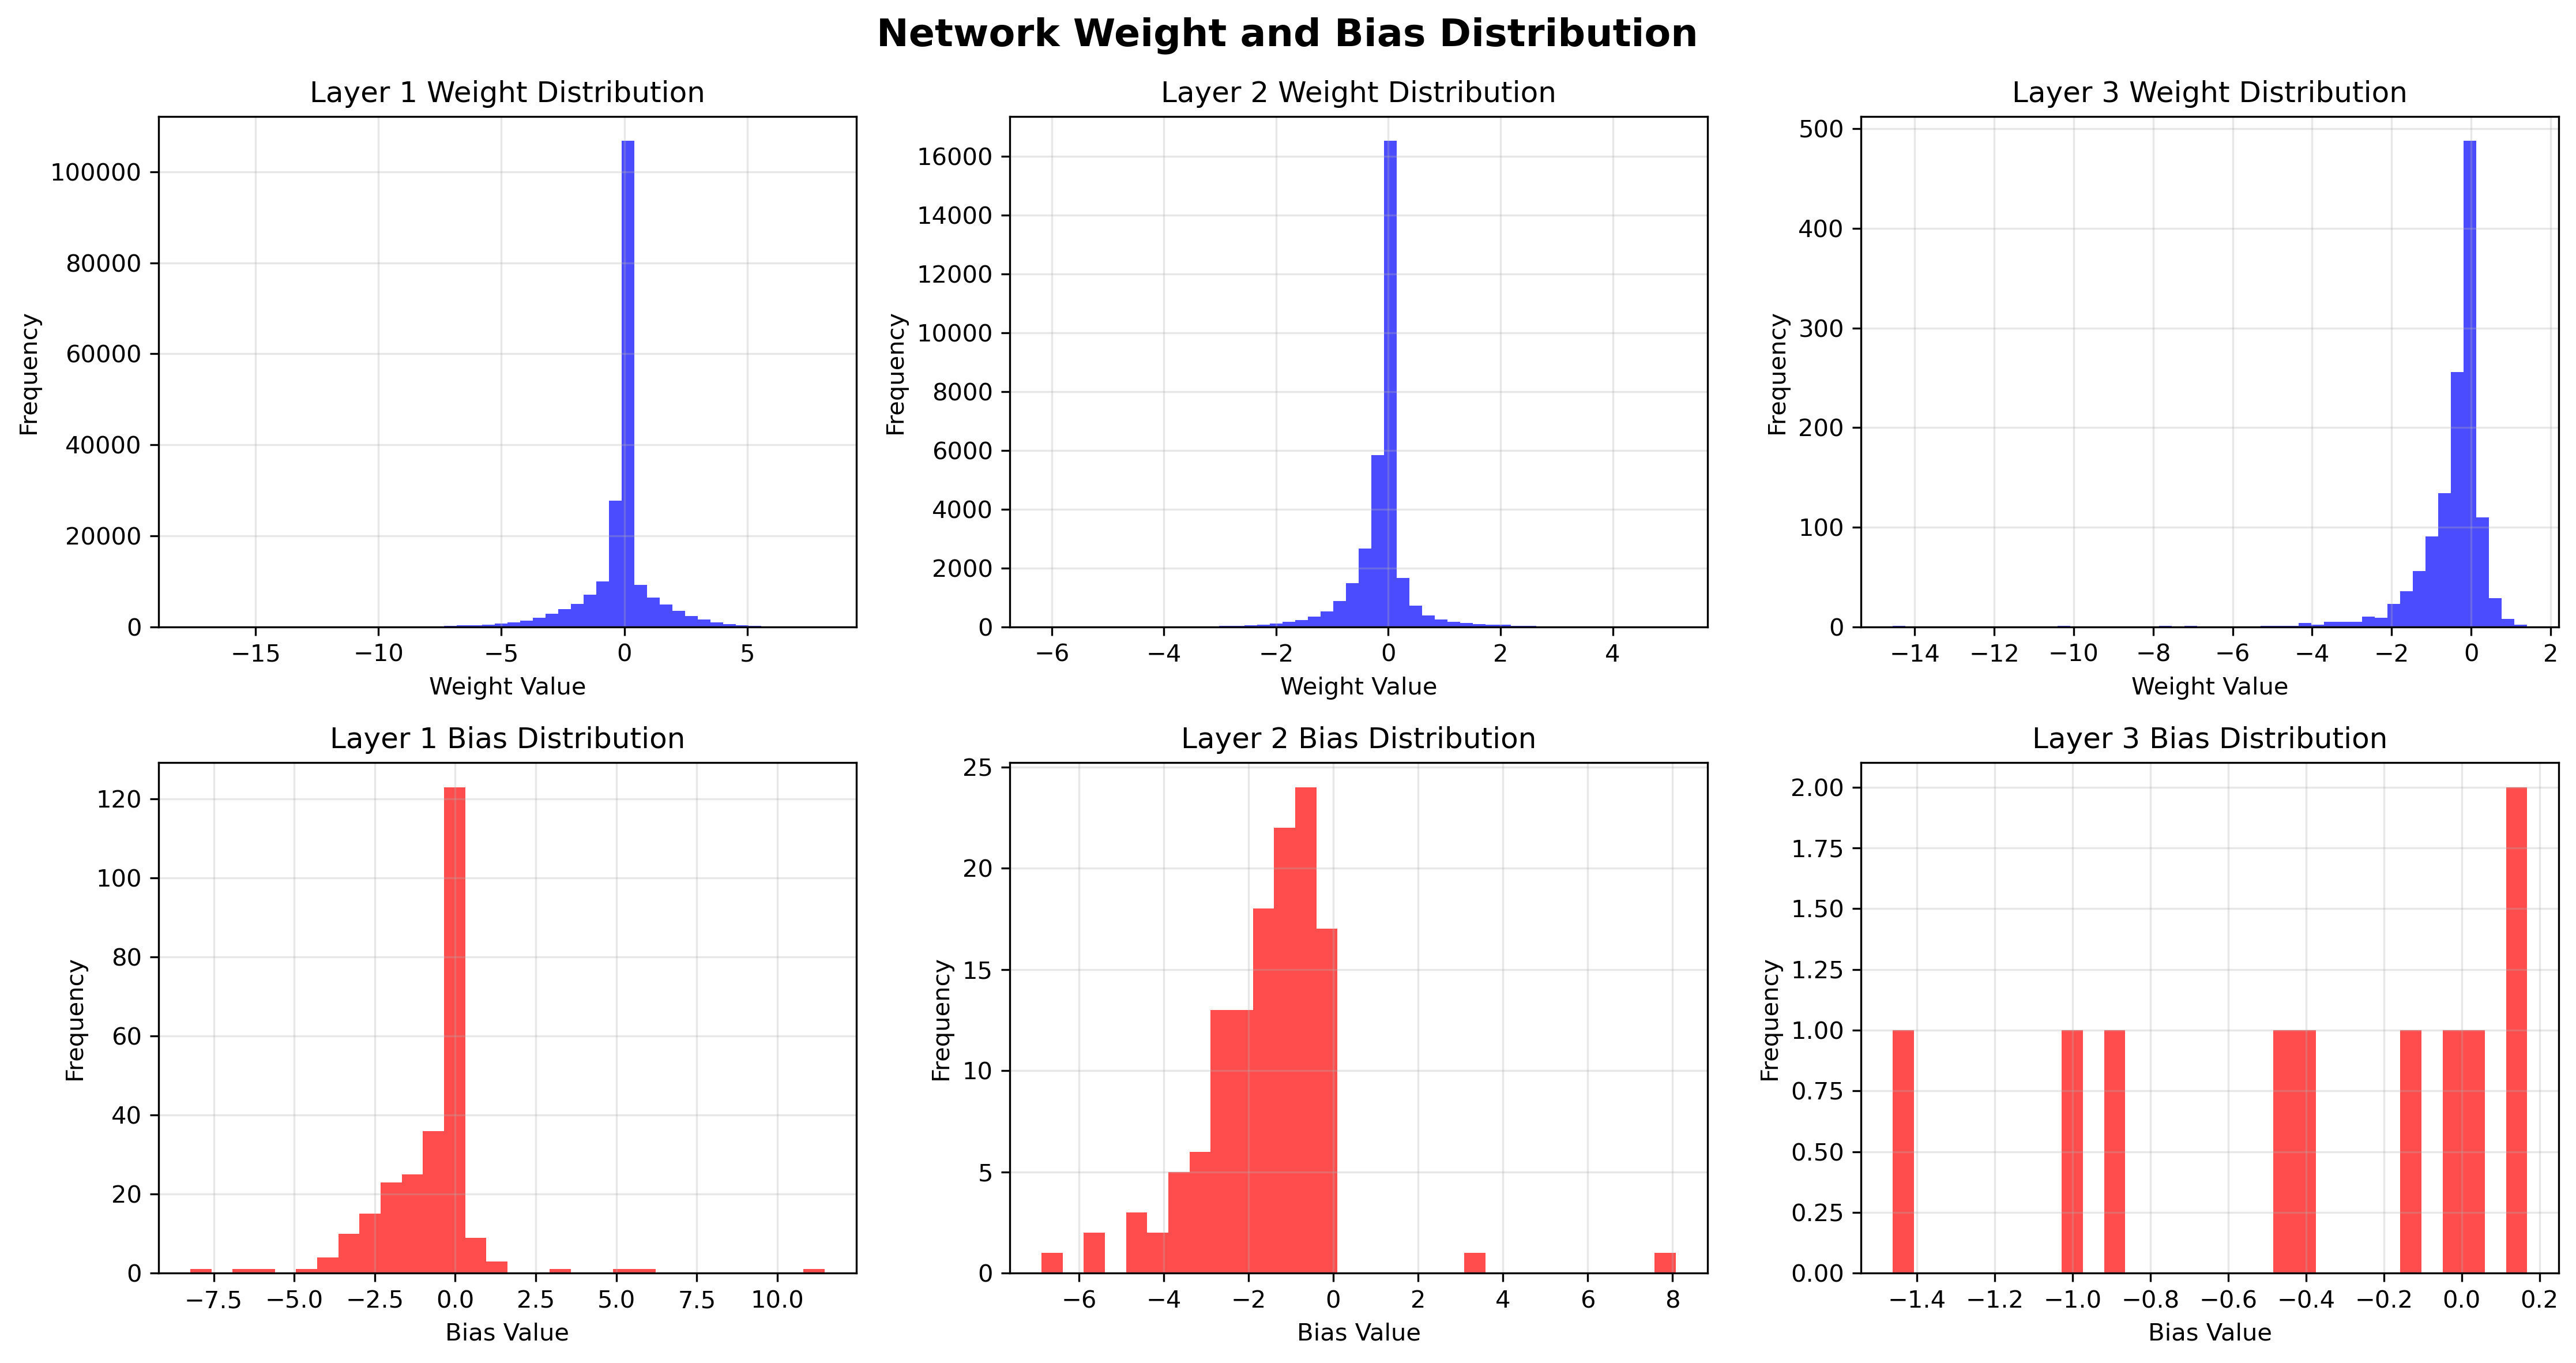 Network Weight and Bias Distribution
Layer 1 Weight Distribution
Frequency
100000
80000
60000
40000
20000
0
−15 −10 −5 0 5
Weight Value
Layer 2 Weight Distribution
Frequency
16000
14000
12000
10000
8000
6000
4000
2000
0
−6 −4 −2 0 2 4
Weight Value
Layer 3 Weight Distribution
Frequency
500
400
300
200
100
0
−14 −12 −10 −8 −6 −4 −2 0 2
Weight Value
Layer 1 Bias Distribution
Frequency
120
100
80
60
40
20
0
−7.5 −5.0 −2.5 0.0 2.5 5.0 7.5 10.0
Bias Value
Layer 2 Bias Distribution
Frequency
25
20
15
10
5
0
−6 −4 −2 0 2 4 6 8
Bias Value
Layer 3 Bias Distribution
Frequency
2.00
1.75
1.50
1.25
1.00
0.75
0.50
0.25
0.00
−1.4 −1.2 −1.0 −0.8 −0.6 −0.4 −0.2 0.0 0.2
Bias Value